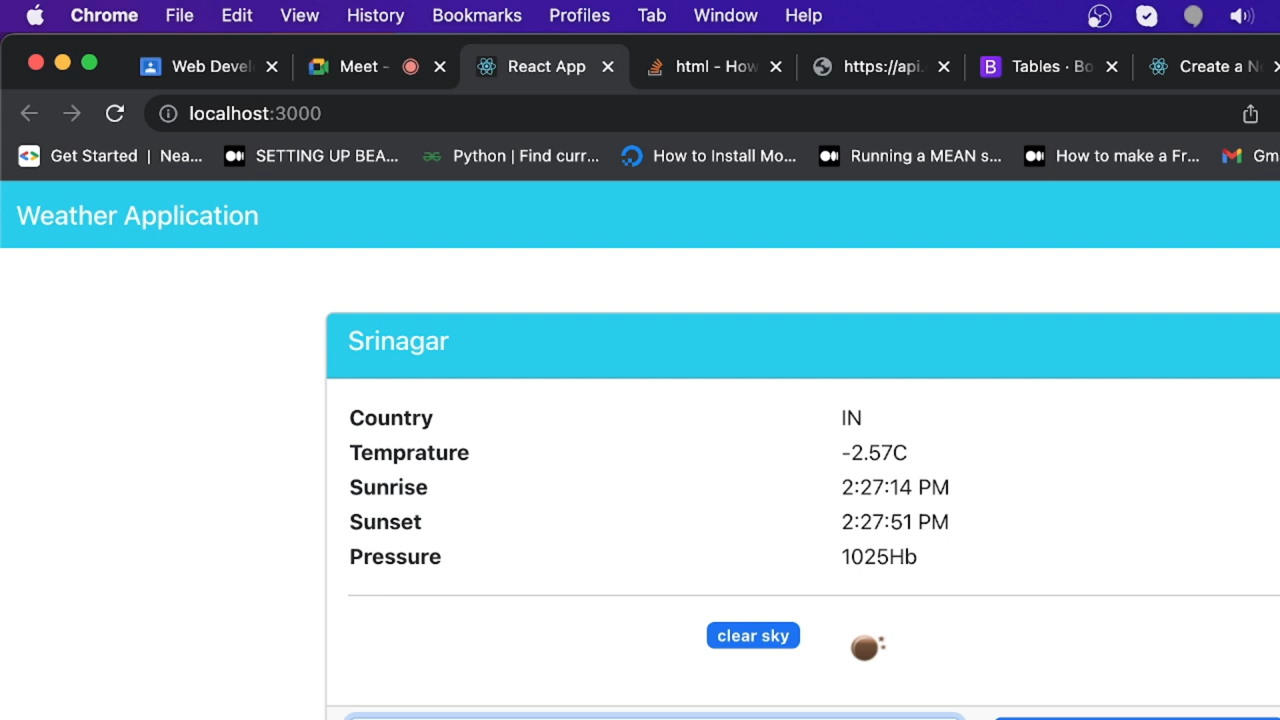 Chrome File Edit View History Bookmarks Profiles Tab Window Help
Web Devel Meet - React App html - How https://api. Tables · Bo Create a N
localhost:3000
Get Started | Nea... SETTING UP BEA... Python | Find curr... How to Install Mo... Running a MEAN s... How to make a Fr... Gm
Weather Application
Srinagar
Country IN
Temprature -2.57C
Sunrise 2:27:14 PM
Sunset 2:27:51 PM
Pressure 1025Hb
clear sky